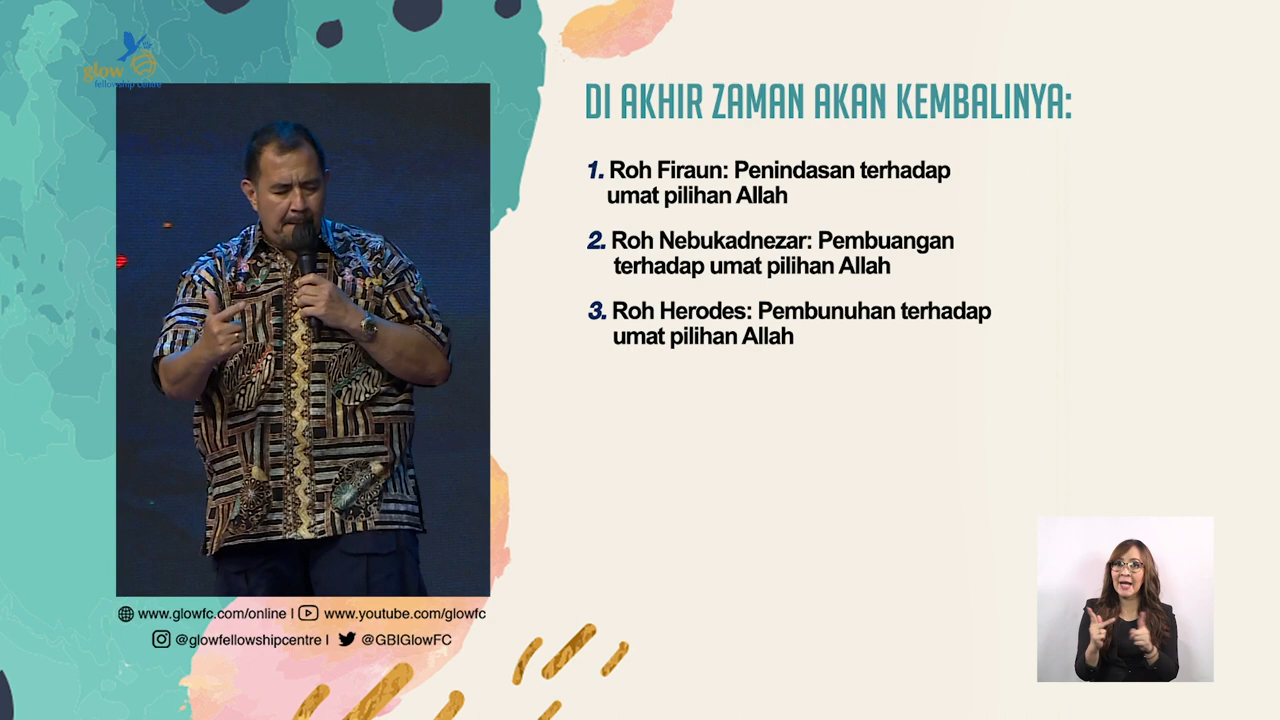 glow
fellowship centre
DI AKHIR ZAMAN AKAN KEMBALINYA:
1. Roh Firaun: Penindasan terhadap
umat pilihan Allah
2. Roh Nebukadnezar: Pembuangan
terhadap umat pilihan Allah
3. Roh Herodes: Pembunuhan terhadap
umat pilihan Allah
www.glowfc.com/online | www.youtube.com/glowfc
@glowfellowshipcentre | @GBIGlowFC